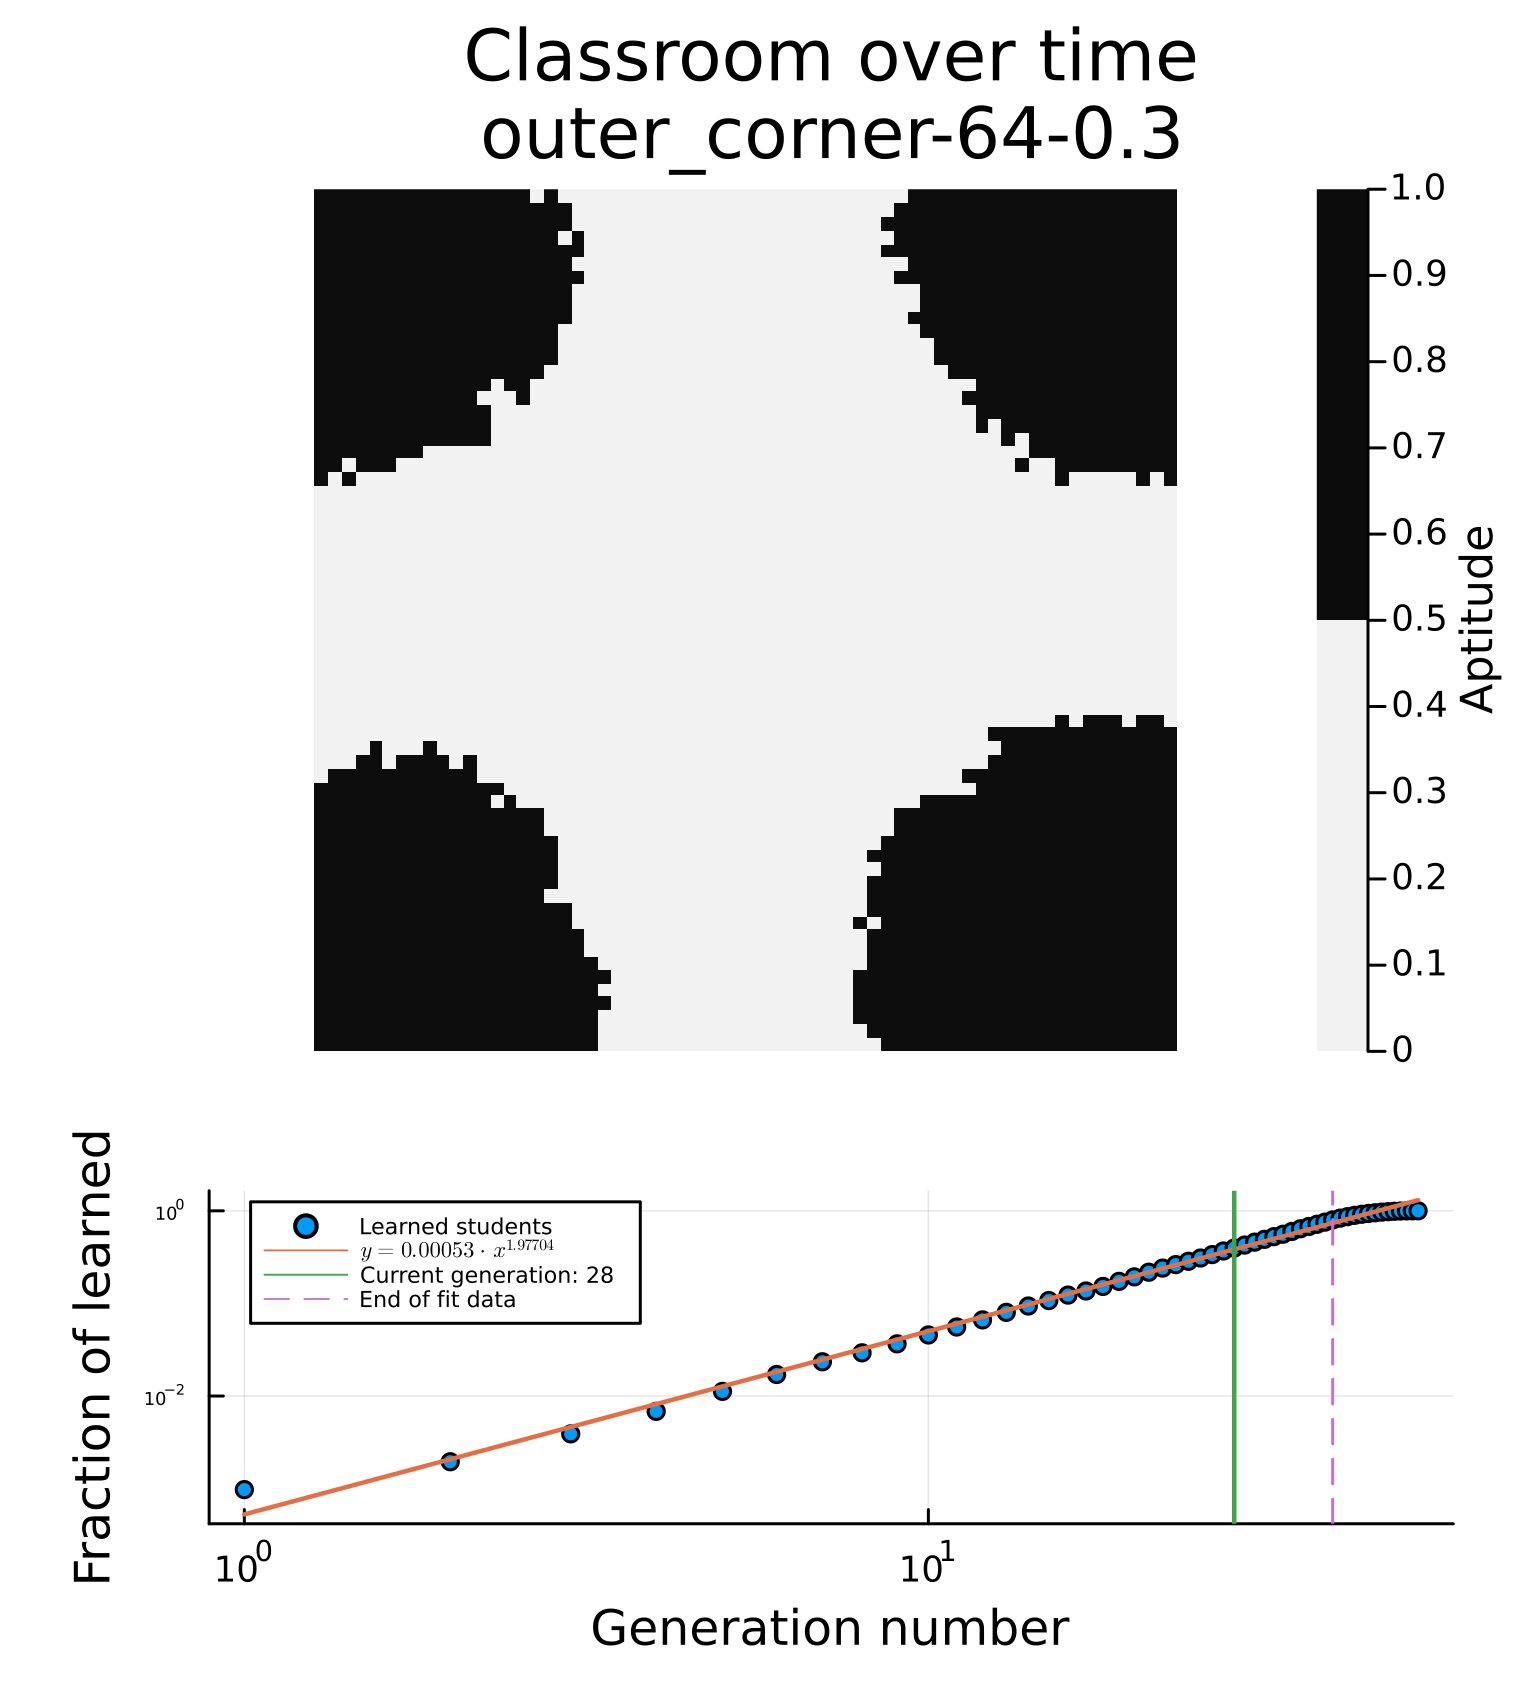 Classroom over time
outer_corner-64-0.3
1.0
0.9
0.8
0.7
0.6
0.5
0.4
0.3
0.2
0.1
0
Aptitude
Fraction of learned
10^0
10^-2
Learned students
y = 0.00053 · x^1.97704
Current generation: 28
End of fit data
10^0
10^1
Generation number